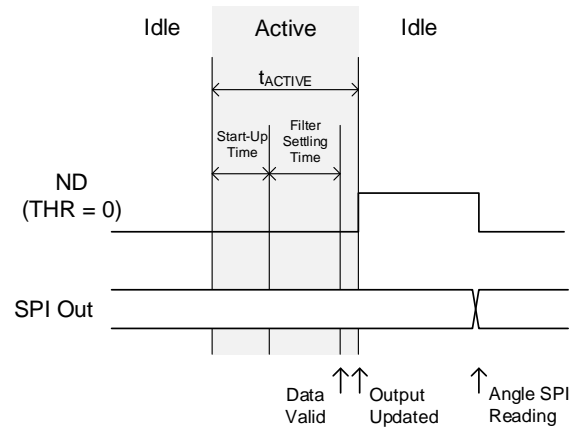 Idle
Active
Idle
tACTIVE
Start-Up
Time
Filter
Settling
Time
ND
(THR = 0)
SPI Out
Data
Valid
Output
Updated
Angle SPI
Reading